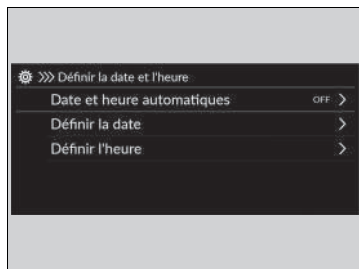 Définir la date et l'heure
Date et heure automatiques OFF
Définir la date
Définir l'heure